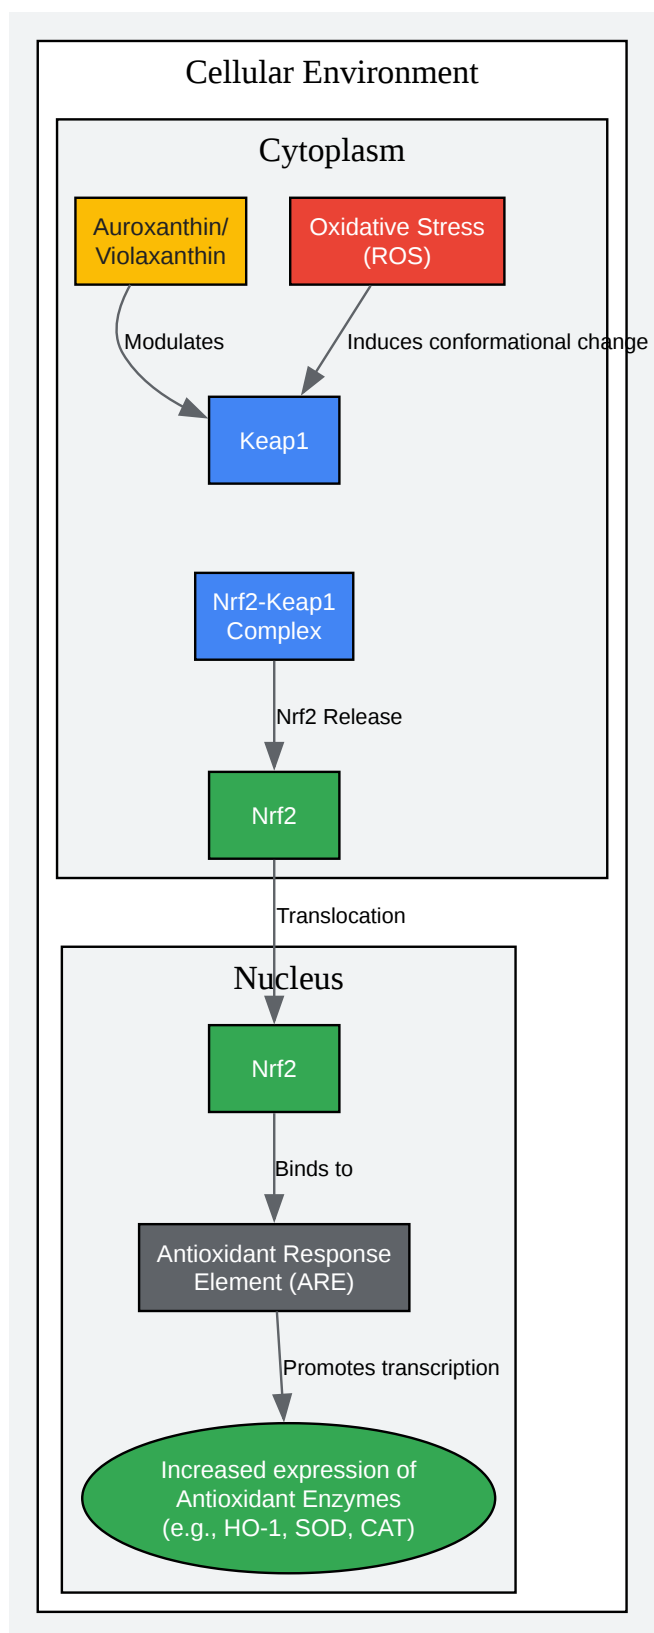 Cellular Environment
Cytoplasm
Auroxanthin/
Violaxanthin
Oxidative Stress
(ROS)
Modulates
Induces conformational change
Keap1
Nrf2-Keap1
Complex
Nrf2 Release
Nrf2
Translocation
Nucleus
Nrf2
Binds to
Antioxidant Response
Element (ARE)
Promotes transcription
Increased expression of
Antioxidant Enzymes
(e.g., HO-1, SOD, CAT)